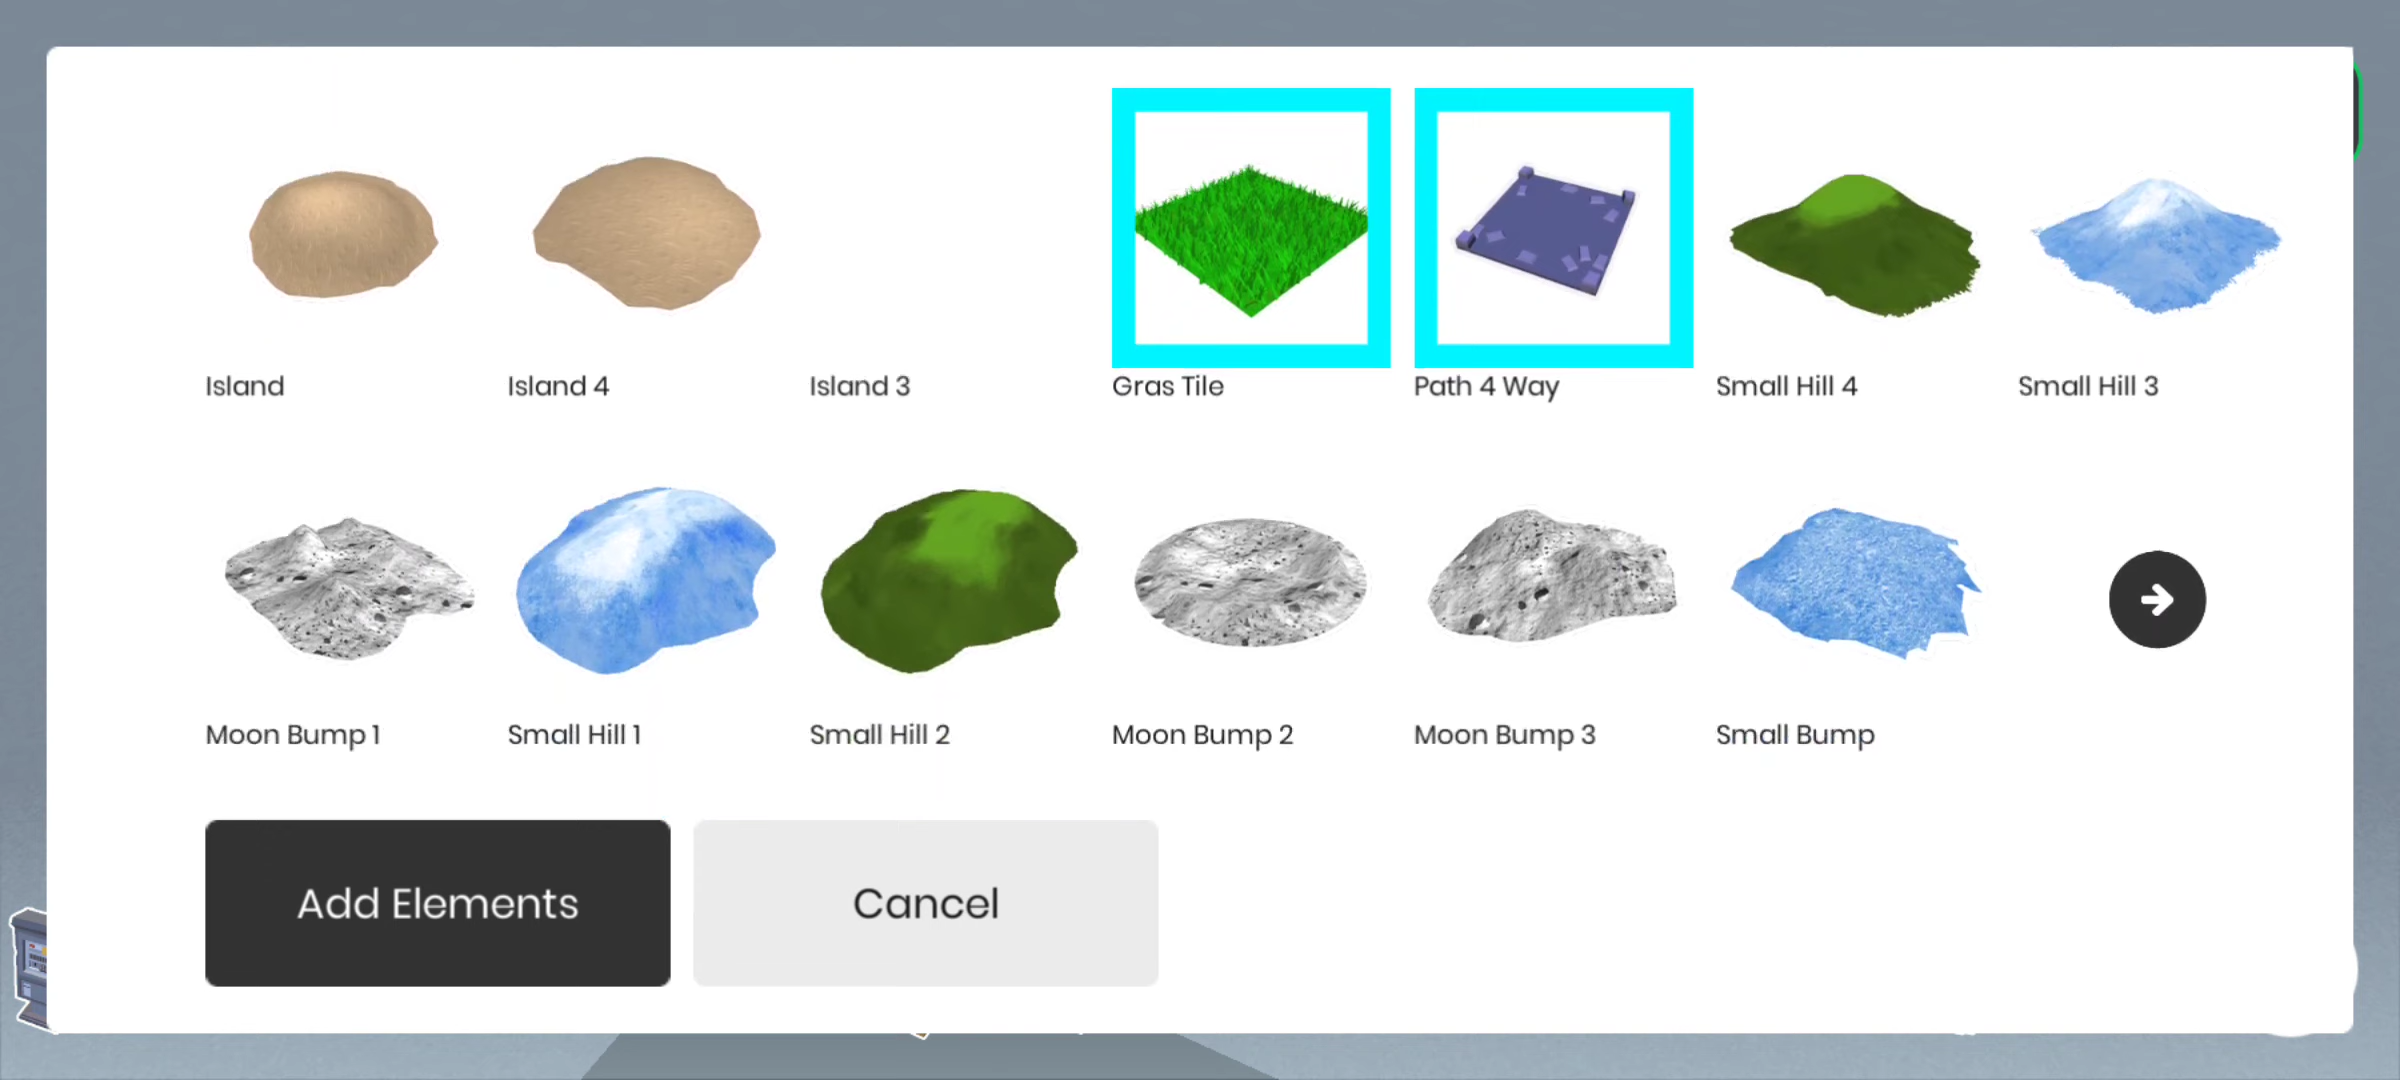 Island
Island 4
Island 3
Gras Tile
Path 4 Way
Small Hill 4
Small Hill 3
Moon Bump 1
Small Hill 1
Small Hill 2
Moon Bump 2
Moon Bump 3
Small Bump
Add Elements
Cancel